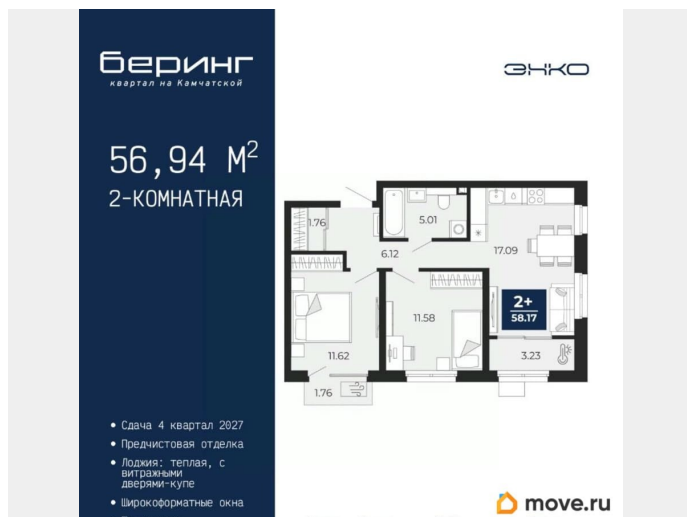 беринг
квартал на Камчатской
ЭНКО
56,94 М²
2-КОМНАТНАЯ
1.76
5.01
6.12
17.09
11.62
11.58
2+
58.17
3.23
1.76
• Сдача 4 квартал 2027
• Предчистовая отделка
• Лоджия: теплая, с
витражными
дверями-купе
• Широкоформатные окна
move.ru